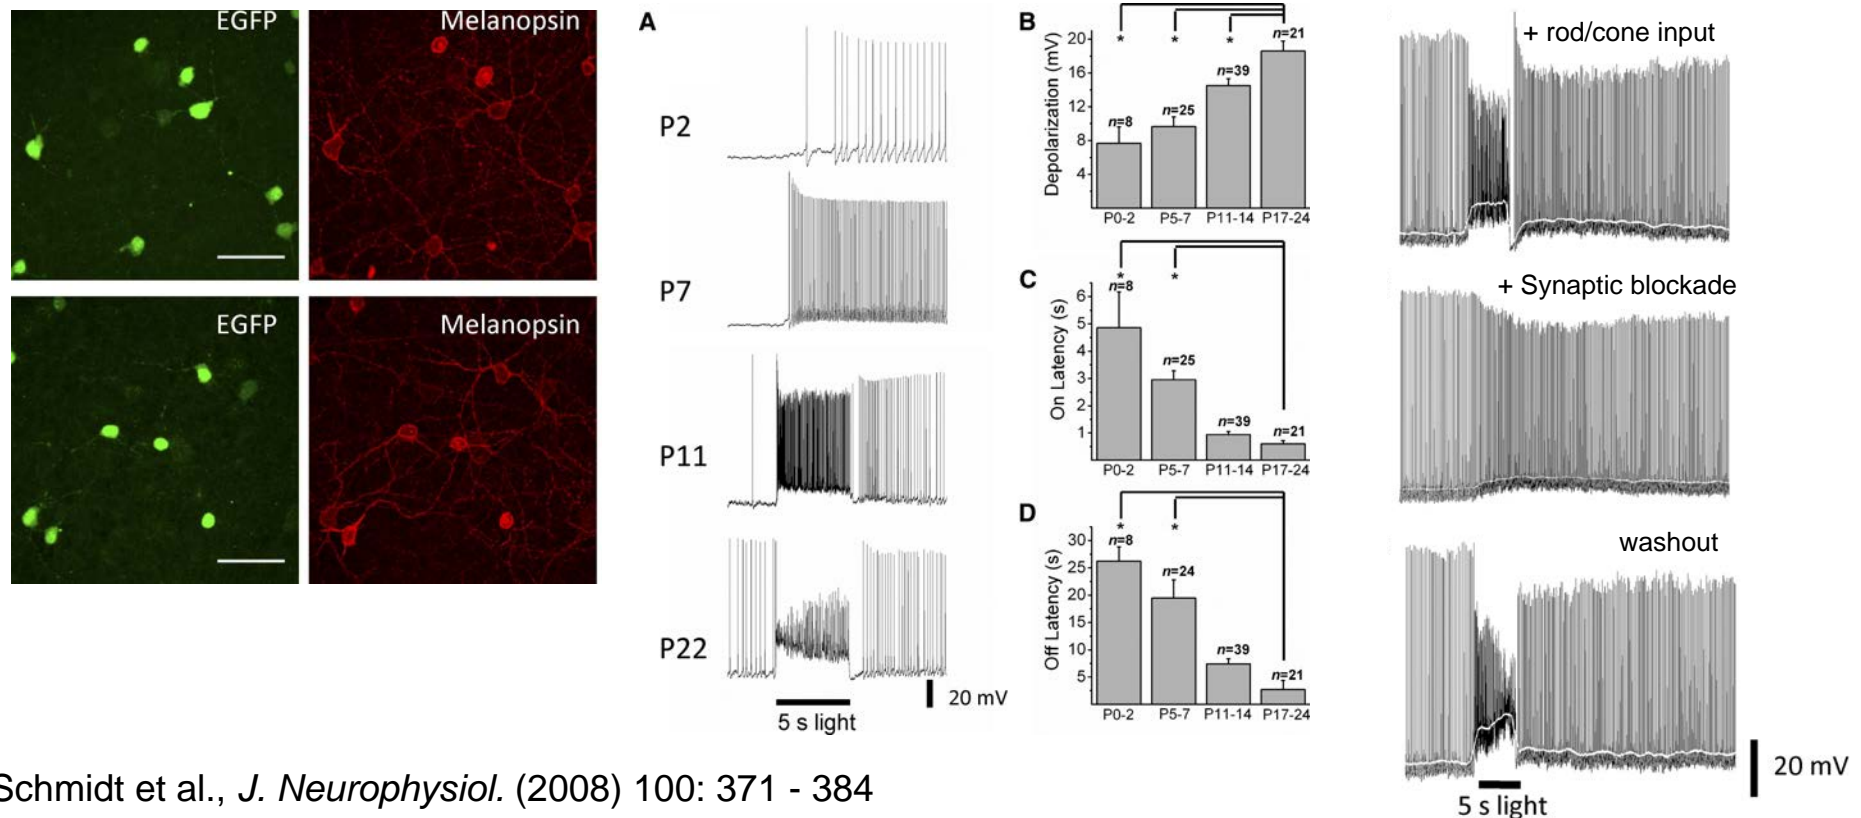 EGFP
Melanopsin
EGFP
Melanopsin
A
P2
P7
P11
P22
5 s light
20 mV
B
Depolarization (mV)
20
16
12
8
4
*
*
*
n=8
n=25
n=39
n=21
P0-2 P5-7 P11-14 P17-24
C
On Latency (s)
6
5
4
3
2
1
*
*
n=8
n=25
n=39
n=21
P0-2 P5-7 P11-14 P17-24
D
Off Latency (s)
30
25
20
15
10
5
*
*
n=8
n=24
n=39
n=21
P0-2 P5-7 P11-14 P17-24
+ rod/cone input
+ Synaptic blockade
washout
20 mV
5 s light
Schmidt et al., J. Neurophysiol. (2008) 100: 371 - 384